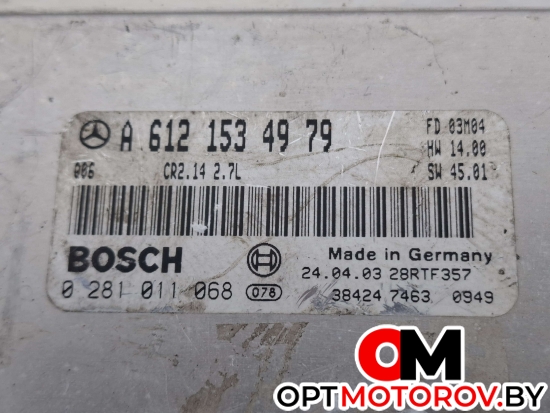 A 612 153 49 79
FD 03M04
HW 14.00
SW 45.01
006 CR2.14 2.7L
BOSCH
Made in Germany
24.04.03 28RTF357
0 281 011 068 078
38424 7463 0949
OM
OPTMOTOROV.BY